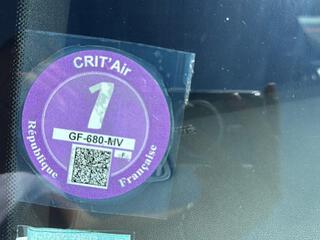 CRIT'Air
1
GF-680-MV
F
République Française